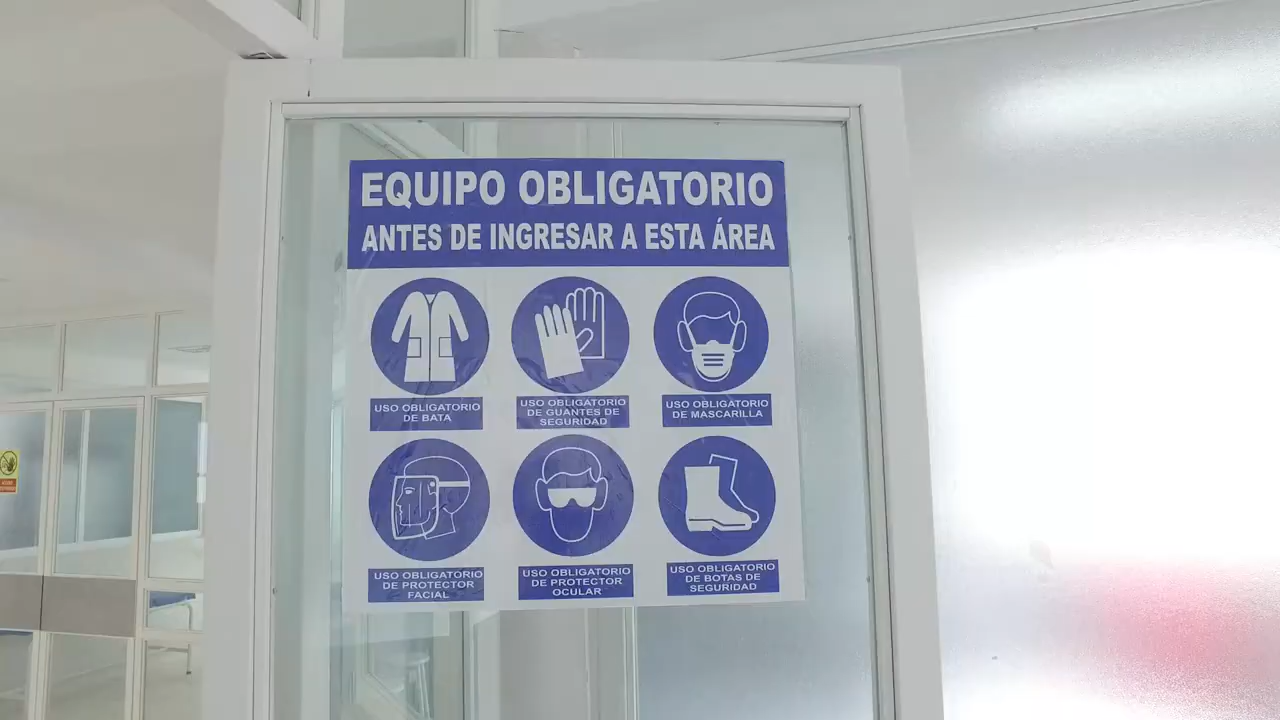 EQUIPO OBLIGATORIO
ANTES DE INGRESAR A ESTA ÁREA
USO OBLIGATORIO
DE BATA
USO OBLIGATORIO
DE GUANTES DE
SEGURIDAD
USO OBLIGATORIO
DE MASCARILLA
USO OBLIGATORIO
DE PROTECTOR
FACIAL
USO OBLIGATORIO
DE PROTECTOR
OCULAR
USO OBLIGATORIO
DE BOTAS DE
SEGURIDAD